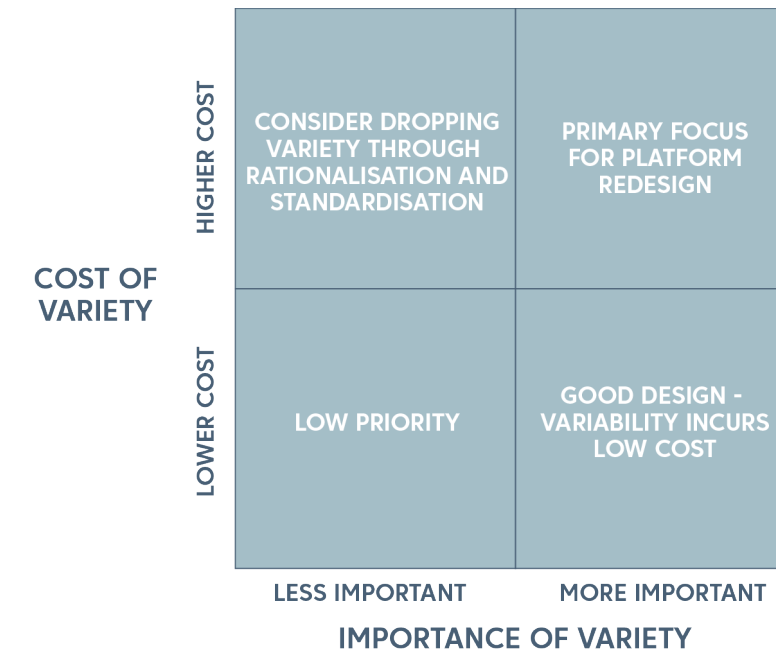 HIGHER COST
CONSIDER DROPPING
VARIETY THROUGH
RATIONALISATION AND
STANDARDISATION
PRIMARY FOCUS
FOR PLATFORM
REDESIGN
COST OF
VARIETY
LOWER COST
LOW PRIORITY
GOOD DESIGN -
VARIABILITY INCURS
LOW COST
LESS IMPORTANT
MORE IMPORTANT
IMPORTANCE OF VARIETY